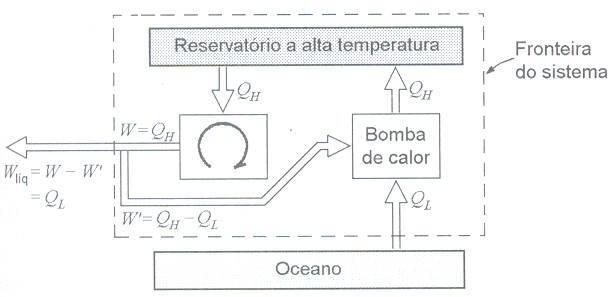 Reservatório a alta temperatura
Fronteira
do sistema
Q_H
Q_H
W=Q_H
Bomba
de calor
W_líq = W – W'
= Q_L
W'=Q_H – Q_L
Q_L
Oceano